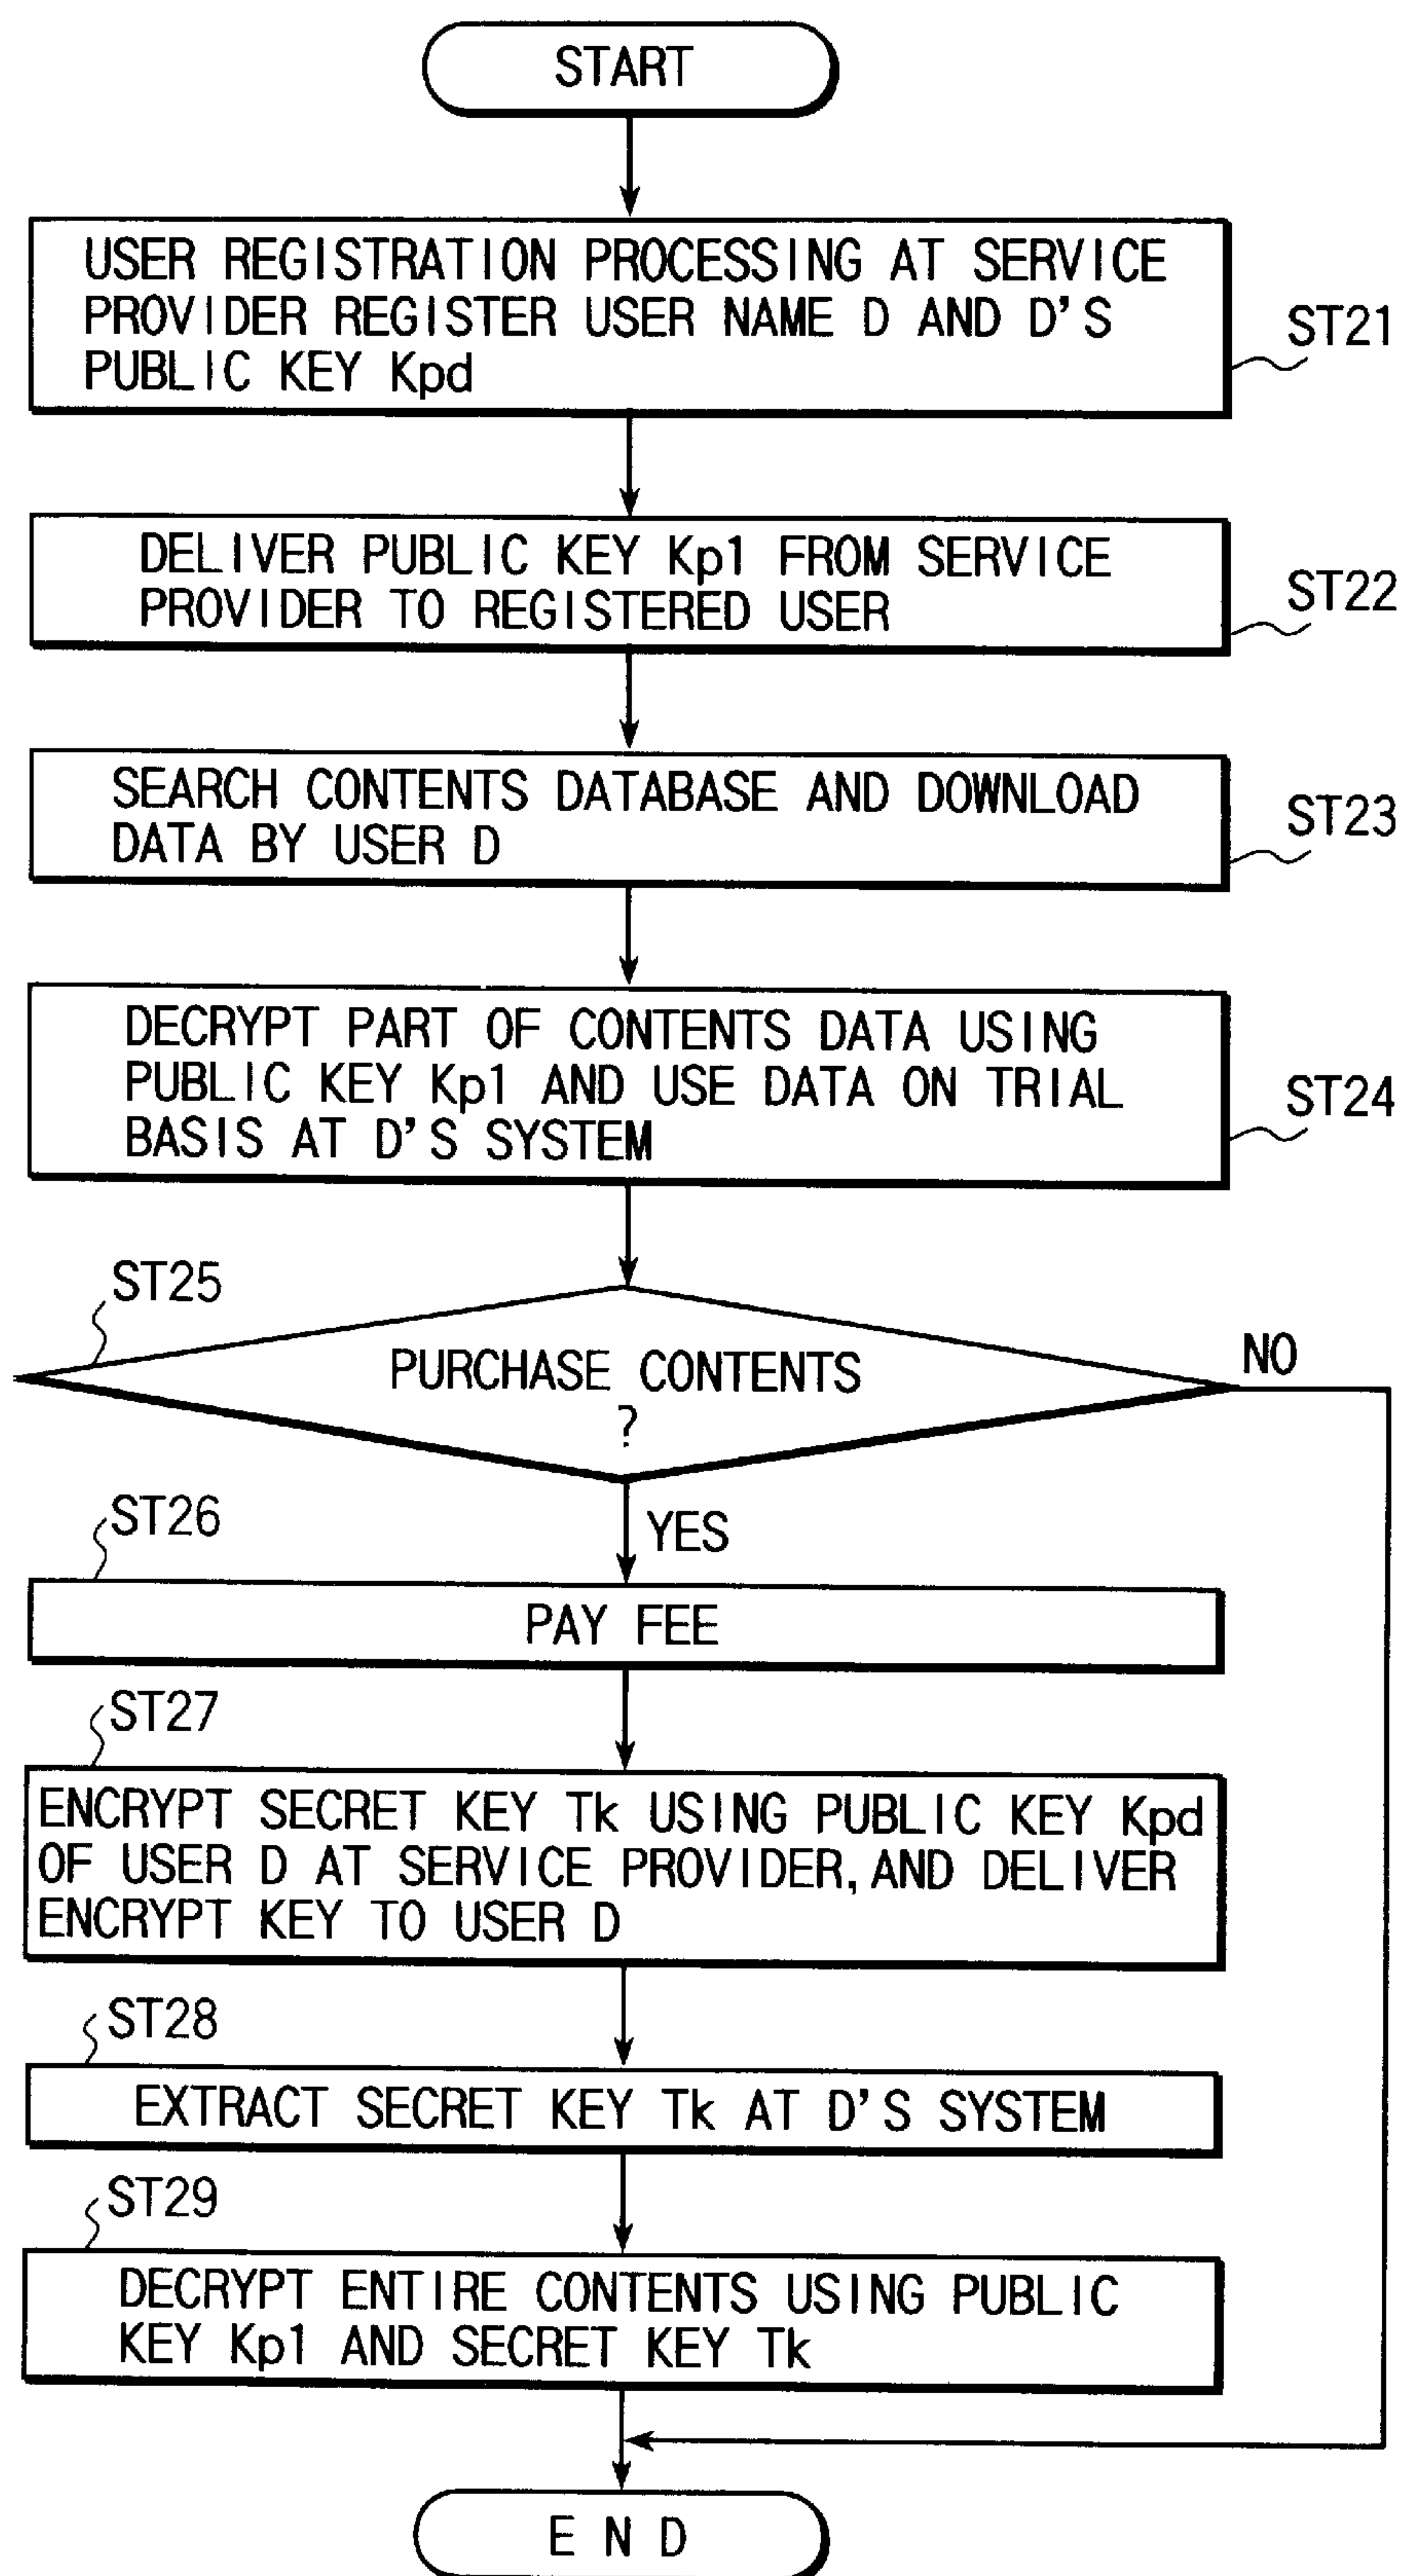 START
USER REGISTRATION PROCESSING AT SERVICE
PROVIDER REGISTER USER NAME D AND D'S
PUBLIC KEY Kpd
ST21
DELIVER PUBLIC KEY Kp1 FROM SERVICE
PROVIDER TO REGISTERED USER
ST22
SEARCH CONTENTS DATABASE AND DOWNLOAD
DATA BY USER D
ST23
DECRYPT PART OF CONTENTS DATA USING
PUBLIC KEY Kp1 AND USE DATA ON TRIAL
BASIS AT D'S SYSTEM
ST24
ST25
PURCHASE CONTENTS
?
NO
YES
ST26
PAY FEE
ST27
ENCRYPT SECRET KEY Tk USING PUBLIC KEY Kpd
OF USER D AT SERVICE PROVIDER, AND DELIVER
ENCRYPT KEY TO USER D
ST28
EXTRACT SECRET KEY Tk AT D'S SYSTEM
ST29
DECRYPT ENTIRE CONTENTS USING PUBLIC
KEY Kp1 AND SECRET KEY Tk
END